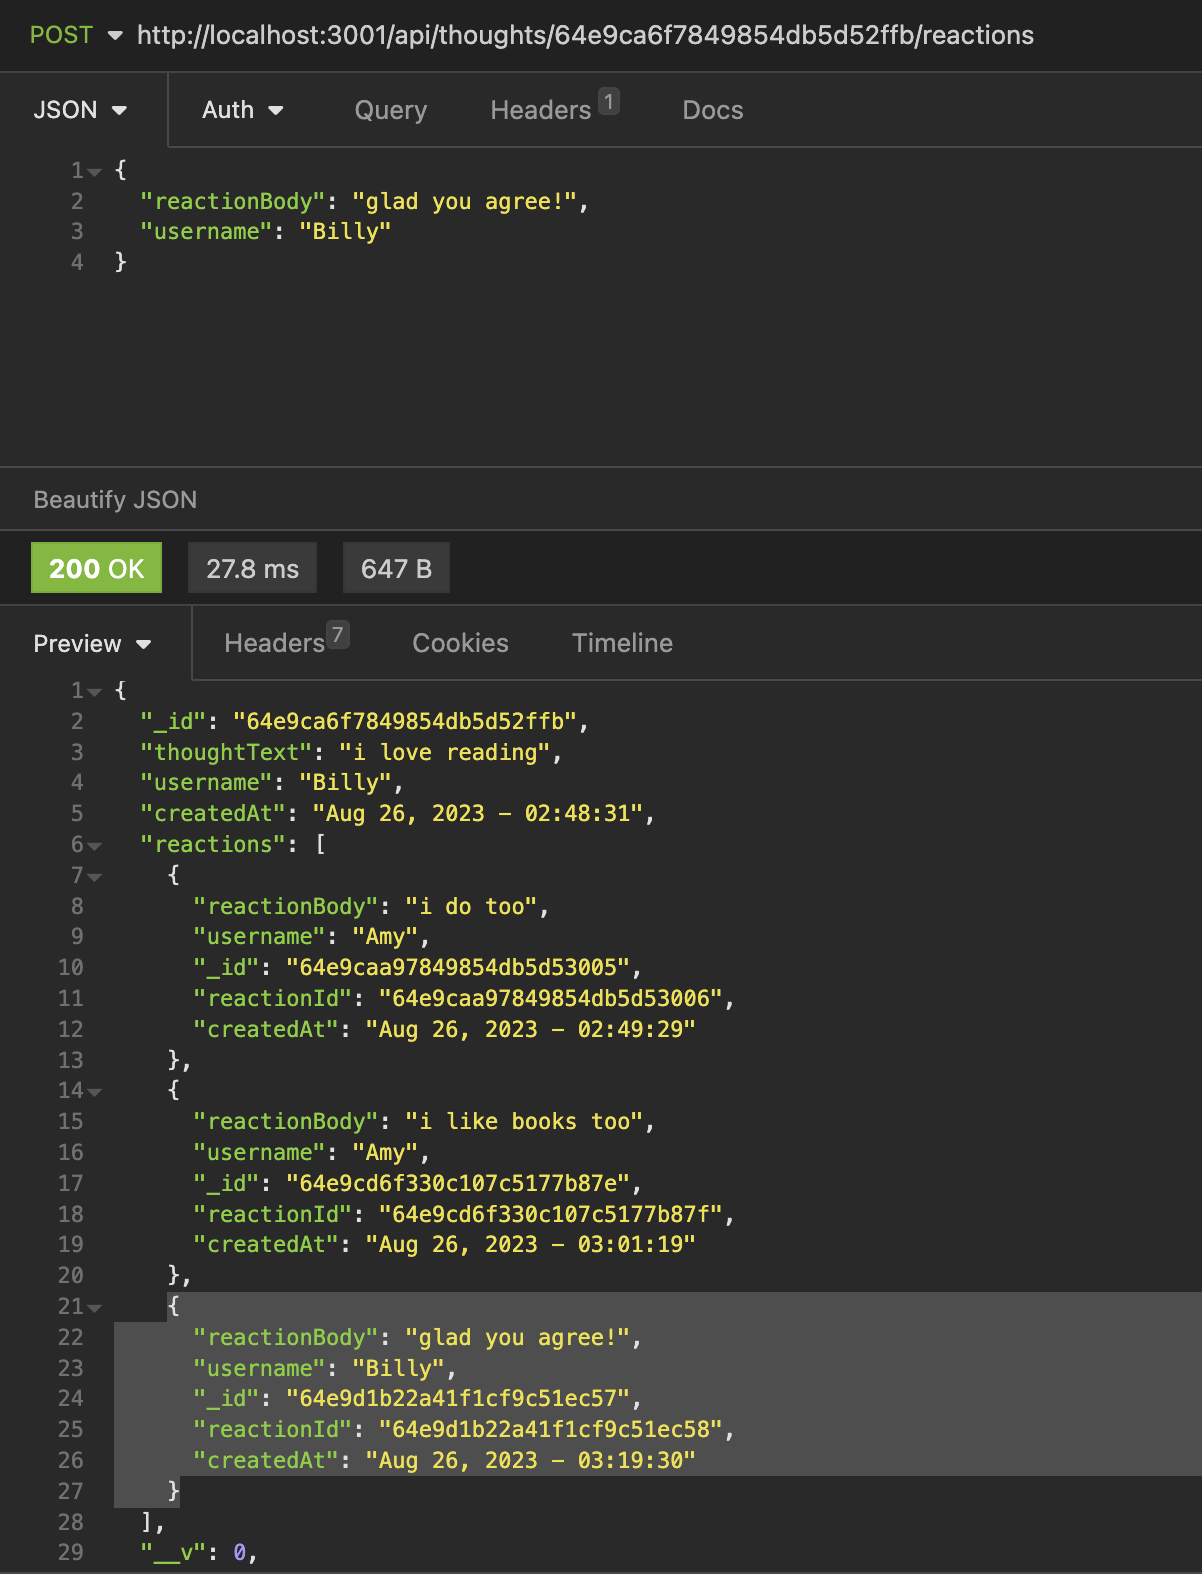 POST http://localhost:3001/api/thoughts/64e9ca6f7849854db5d52ffb/reactions
JSON Auth Query Headers 1 Docs
1 {
2 "reactionBody": "glad you agree!",
3 "username": "Billy"
4 }
Beautify JSON
200 OK 27.8 ms 647 B
Preview Headers 7 Cookies Timeline
1 {
2 "_id": "64e9ca6f7849854db5d52ffb",
3 "thoughtText": "i love reading",
4 "username": "Billy",
5 "createdAt": "Aug 26, 2023 – 02:48:31",
6 "reactions": [
7 {
8 "reactionBody": "i do too",
9 "username": "Amy",
10 "_id": "64e9caa97849854db5d53005",
11 "reactionId": "64e9caa97849854db5d53006",
12 "createdAt": "Aug 26, 2023 – 02:49:29"
13 },
14 {
15 "reactionBody": "i like books too",
16 "username": "Amy",
17 "_id": "64e9cd6f330c107c5177b87e",
18 "reactionId": "64e9cd6f330c107c5177b87f",
19 "createdAt": "Aug 26, 2023 – 03:01:19"
20 },
21 {
22 "reactionBody": "glad you agree!",
23 "username": "Billy",
24 "_id": "64e9d1b22a41f1cf9c51ec57",
25 "reactionId": "64e9d1b22a41f1cf9c51ec58",
26 "createdAt": "Aug 26, 2023 – 03:19:30"
27 }
28 ],
29 "__v": 0,